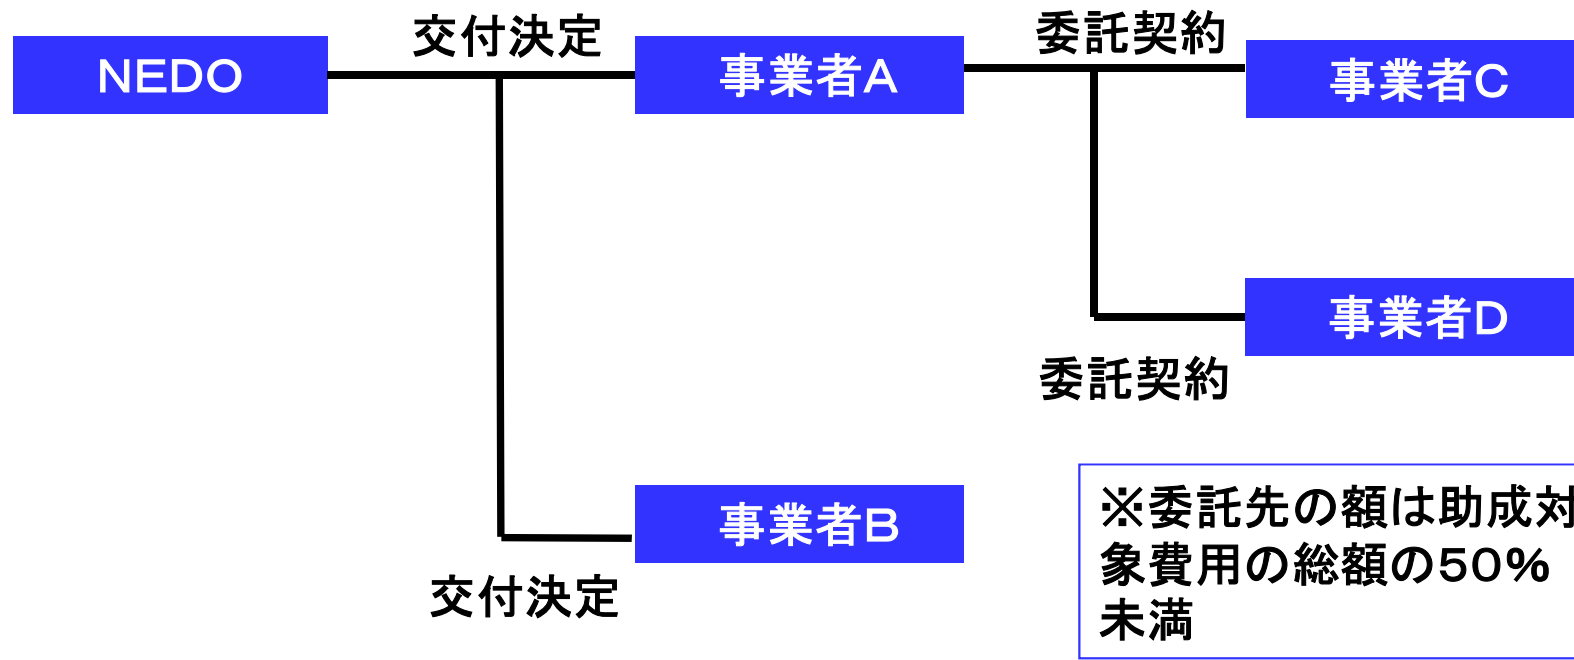 交付決定
委託契約
NEDO
事業者A
事業者C
事業者D
委託契約
※委託先の額は助成対
象費用の総額の50%
未満
事業者B
交付決定